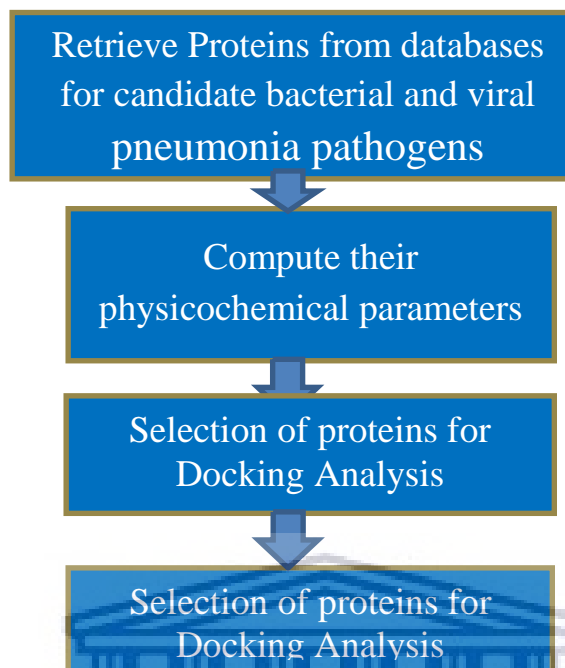 Retrieve Proteins from databases
for candidate bacterial and viral
pneumonia pathogens
Compute their
physicochemical parameters
Selection of proteins for
Docking Analysis
Selection of proteins for
Docking Analysis